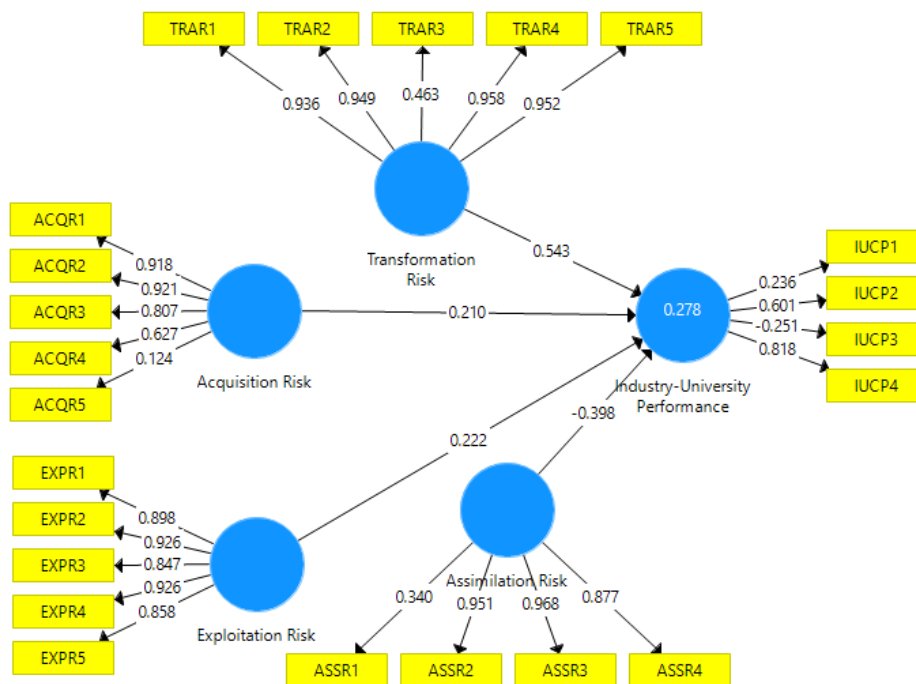 TRAR1
TRAR2
TRAR3
TRAR4
TRAR5
0.936
0.949
0.463
0.958
0.952
Transformation
Risk
ACQR1
ACQR2
ACQR3
ACQR4
ACQR5
0.918
0.921
0.807
0.627
0.124
Acquisition Risk
0.543
0.210
0.222
-0.398
0.278
Industry-University
Performance
0.236
0.601
-0.251
0.818
IUCP1
IUCP2
IUCP3
IUCP4
EXPR1
EXPR2
EXPR3
EXPR4
EXPR5
0.898
0.926
0.847
0.926
0.858
Exploitation Risk
Assimilation Risk
0.340
0.951
0.968
0.877
ASSR1
ASSR2
ASSR3
ASSR4